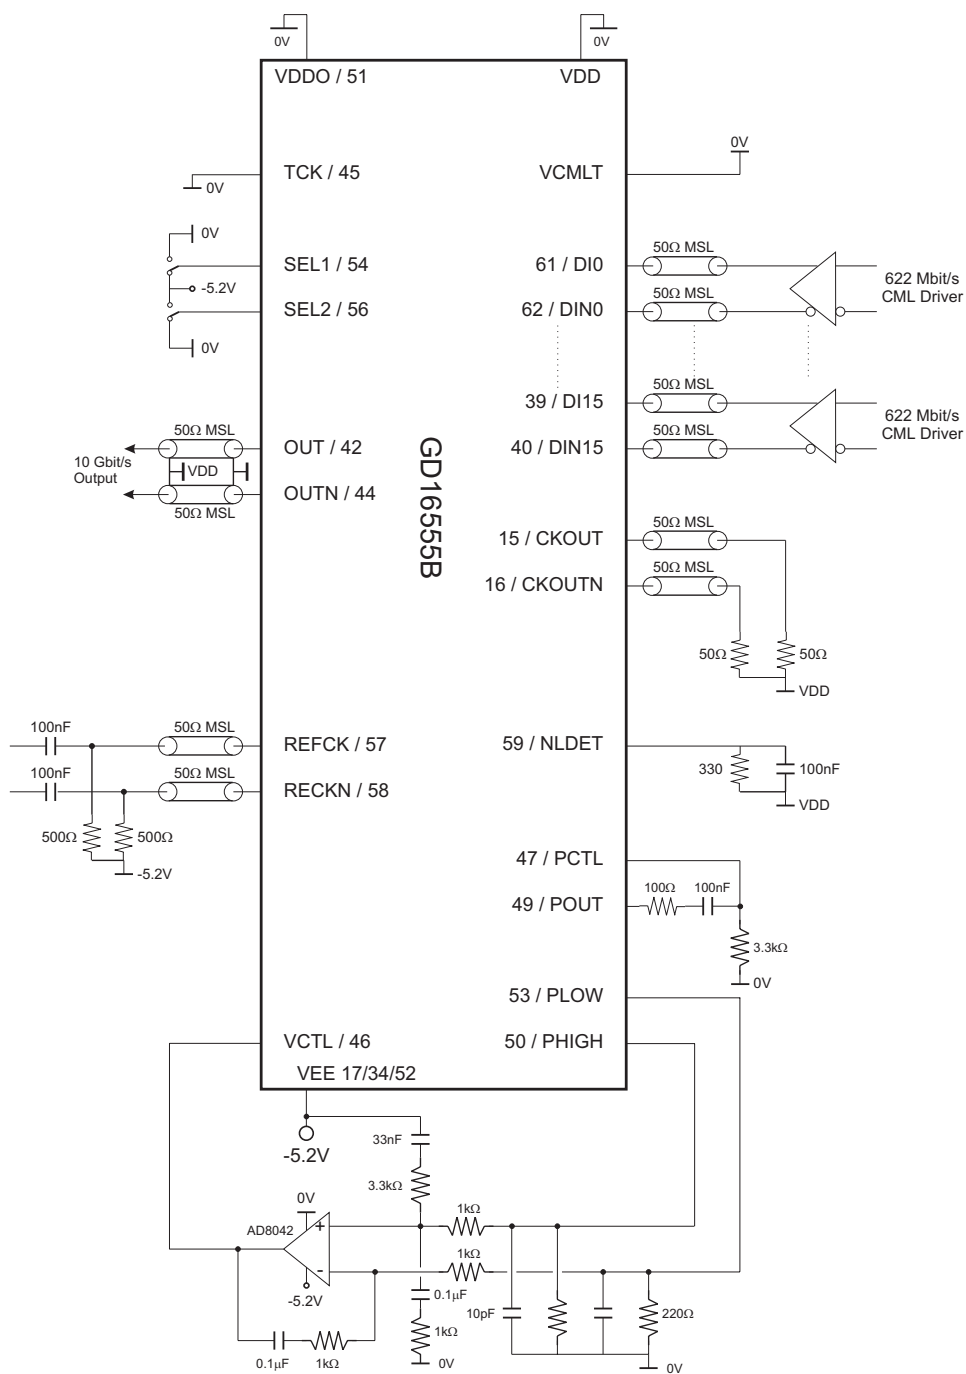 0V
0V
VDDO / 51
VDD
TCK / 45
VCMLT
0V
0V
0V
SEL1 / 54
-5.2V
SEL2 / 56
0V
50Ω MSL
61 / DI0
622 Mbit/s
CML Driver
50Ω MSL
62 / DIN0
50Ω MSL
39 / DI15
622 Mbit/s
CML Driver
50Ω MSL
40 / DIN15
50Ω MSL
OUT / 42
10 Gbit/s
Output
VDD
OUTN / 44
50Ω MSL
GD16555B
50Ω MSL
15 / CKOUT
50Ω MSL
16 / CKOUTN
50Ω
50Ω
VDD
100nF
50Ω MSL
REFCK / 57
59 / NLDET
100nF
50Ω MSL
RECKN / 58
330
100nF
VDD
500Ω
500Ω
-5.2V
47 / PCTL
100Ω
100nF
49 / POUT
3.3kΩ
0V
53 / PLOW
VCTL / 46
50 / PHIGH
VEE 17/34/52
-5.2V
33nF
3.3kΩ
0V
AD8042
+
-
-5.2V
1kΩ
1kΩ
0.1µF
1kΩ
0V
0.1µF
1kΩ
10pF
220Ω
0V